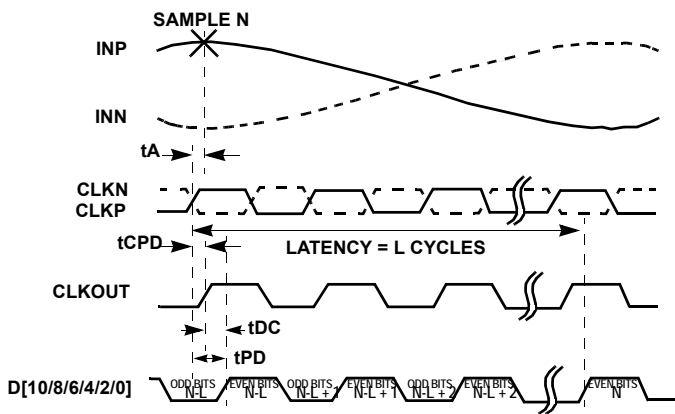 SAMPLE N
INP
INN
tA
CLKN
CLKP
tCPD
LATENCY = L CYCLES
CLKOUT
tDC
tPD
D[10/8/6/4/2/0]
ODD BITS EVEN BITS ODD BITS EVEN BITS ODD BITS EVEN BITS EVEN BITS
N-L N-L N-L + 1 N-L + 1 N-L + 2 N-L + 2 N